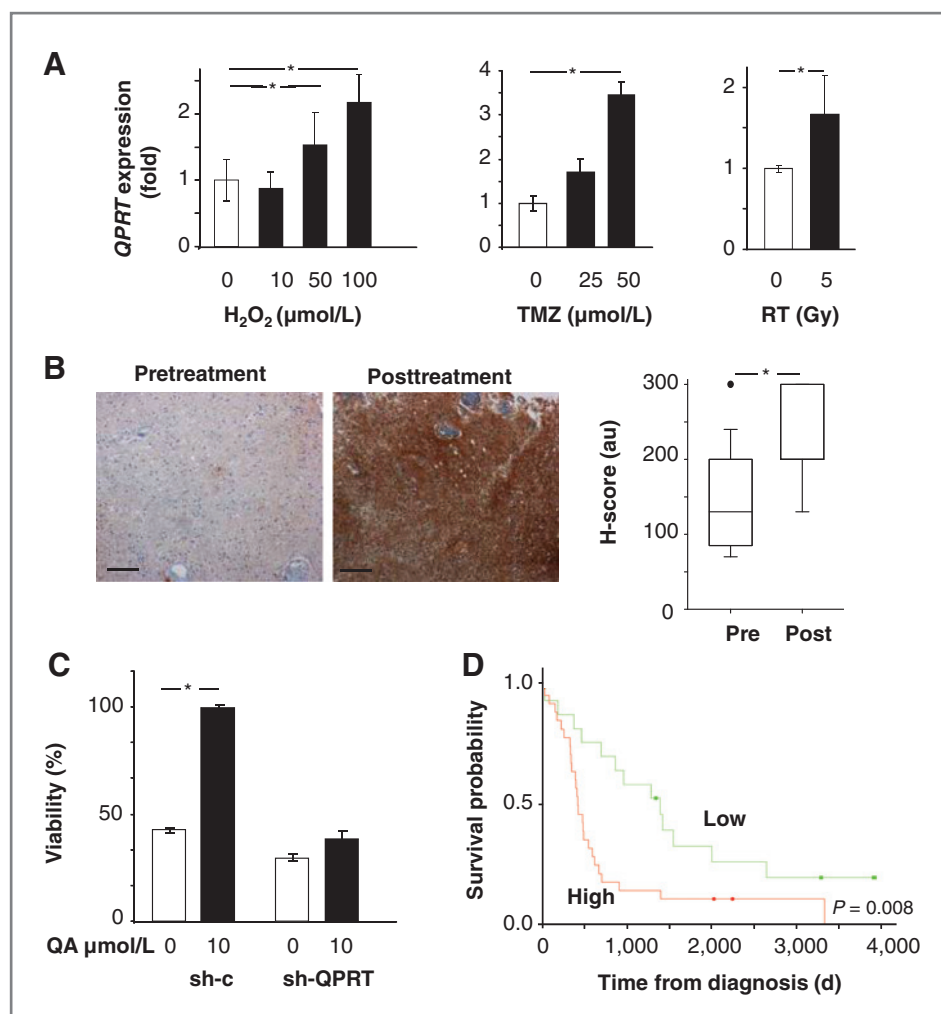 A
QPRT expression
(fold)
2
1
0
*
*
0 10 50 100
H₂O₂ (µmol/L)
4
3
2
1
0
*
0 25 50
TMZ (µmol/L)
2
1
0
*
0 5
RT (Gy)
B
Pretreatment
Posttreatment
H-score (au)
300
200
100
0
*
Pre Post
C
Viability (%)
100
50
0
*
QA µmol/L 0 10 0 10
sh-c sh-QPRT
D
Survival probability
1.0
0.5
0.0
Low
High
P = 0.008
0 1,000 2,000 3,000 4,000
Time from diagnosis (d)